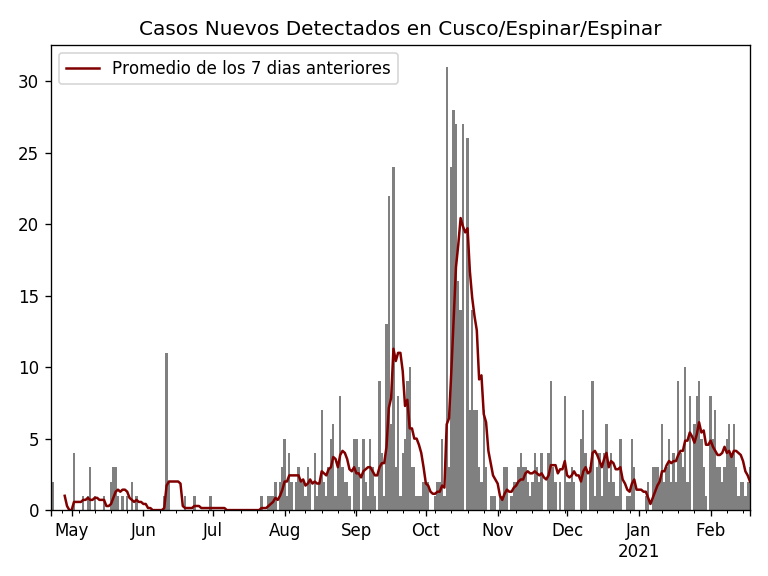 Casos Nuevos Detectados en Cusco/Espinar/Espinar
Promedio de los 7 dias anteriores
30
25
20
15
10
5
0
May Jun Jul Aug Sep Oct Nov Dec Jan Feb
2021